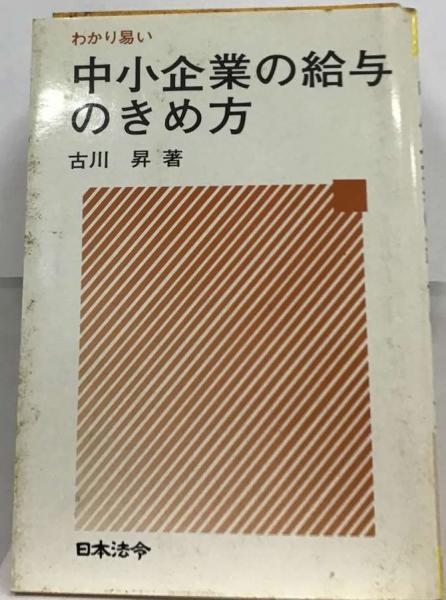 わかり易い
中小企業の給与
のきめ方
古川 昇 著
日本法令